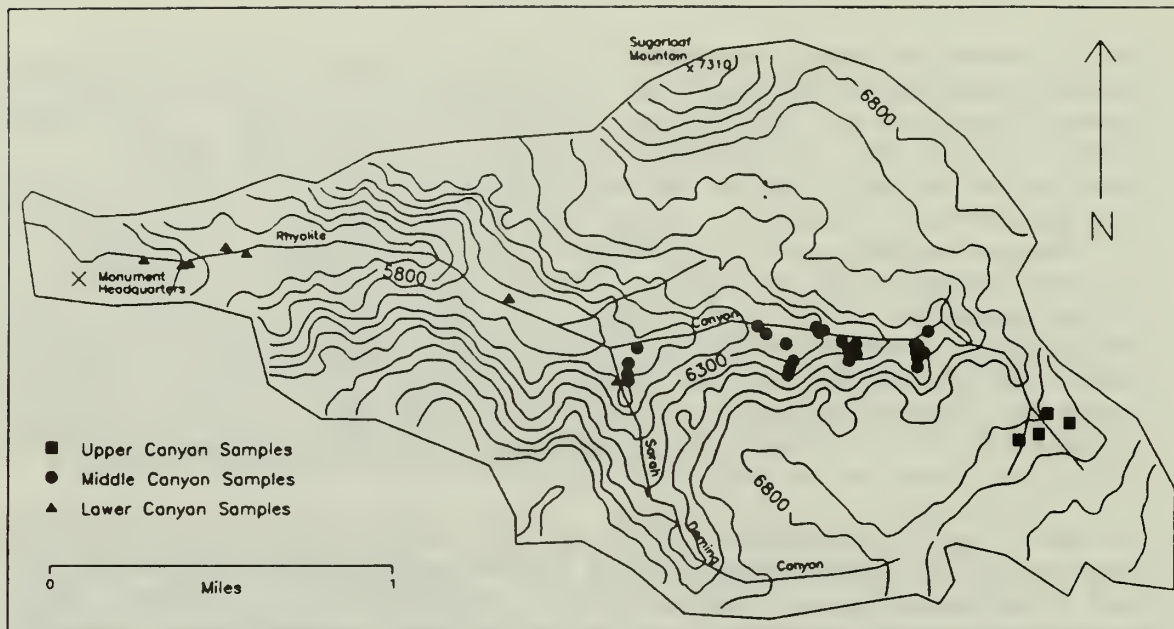 Sugarloaf
Mountain
x 7310
6800
N
Rhyolite
Monument
Headquarters
5800
Canyon
6300
Sarah
Deming
Canyon
6800
Upper Canyon Samples
Middle Canyon Samples
Lower Canyon Samples
0 1
Miles